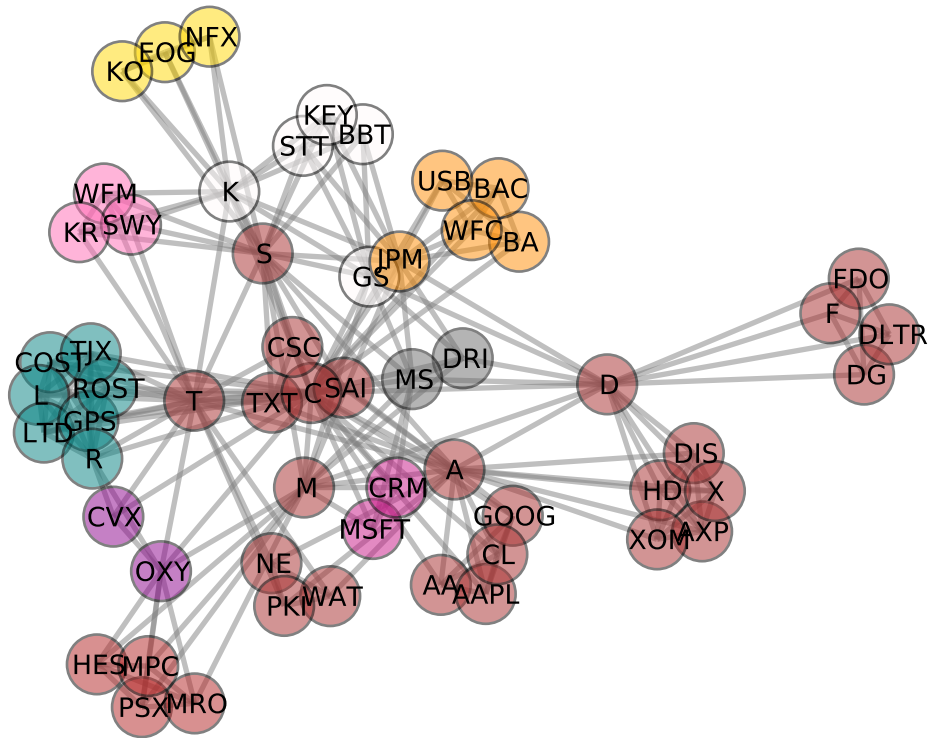 NFX
EOG
KO
KEY
BBT
STT
USB
BAC
WFM
K
SWY
KR
WFC
BA
S
JPM
GS
FDO
F
DLTR
DG
CSC
TJX
COST
DRI
MS
D
ROST
L
T
TXT
C
SAI
GPS
LTD
R
DIS
A
M
CRM
HD
X
CVX
GOOG
MSFT
XOM
AXP
CL
NE
OXY
AA
AAPL
PKI
WAT
HES
MPC
PSX
MRO